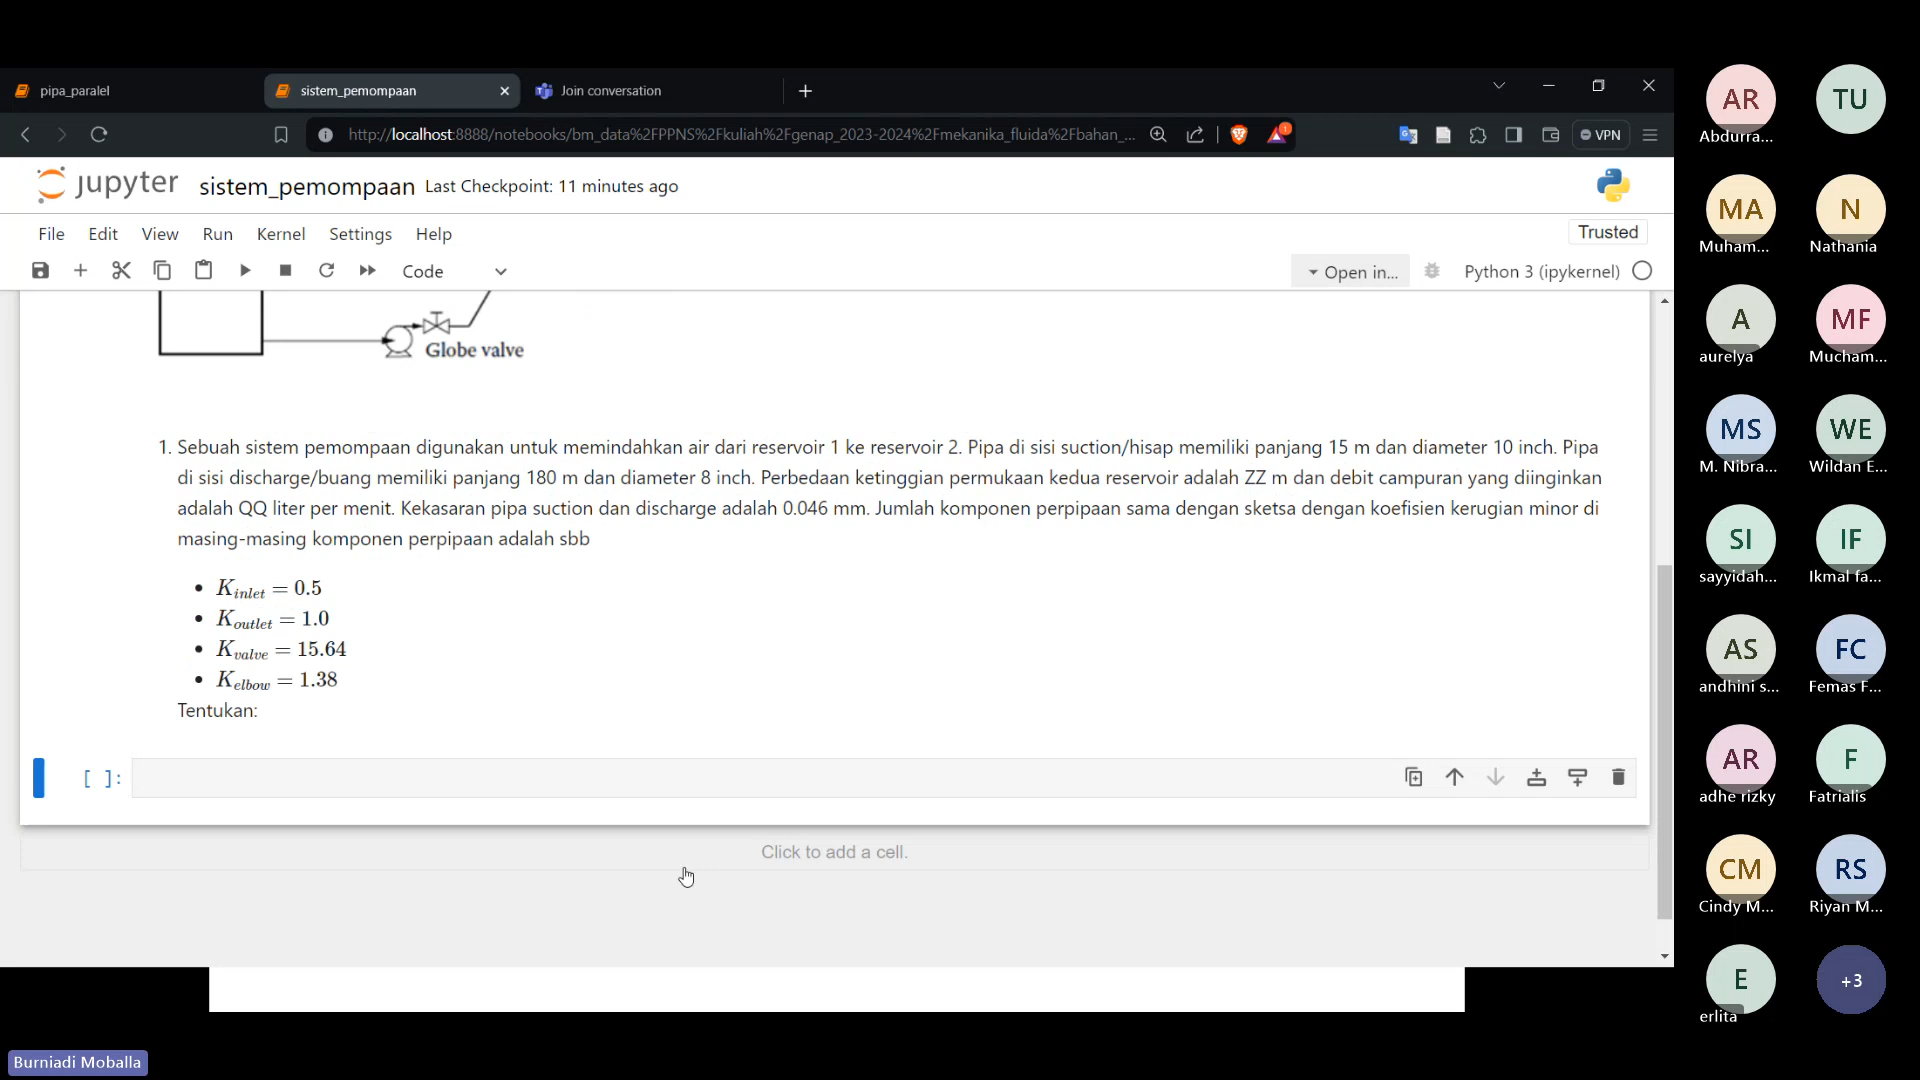 pipa_paralel
sistem_pemompaan
Join conversation
http://localhost:8888/notebooks/bm_data%2FPPNS%2Fkuliah%2Fgenap_2023-2024%2Fmekanika_fluida%2Fbahan_...
1
VPN
jupyter sistem_pemompaan Last Checkpoint: 11 minutes ago
File Edit View Run Kernel Settings Help
Trusted
Code
Open in...
Python 3 (ipykernel)
Globe valve
1. Sebuah sistem pemompaan digunakan untuk memindahkan air dari reservoir 1 ke reservoir 2. Pipa di sisi suction/hisap memiliki panjang 15 m dan diameter 10 inch. Pipa
di sisi discharge/buang memiliki panjang 180 m dan diameter 8 inch. Perbedaan ketinggian permukaan kedua reservoir adalah ZZ m dan debit campuran yang diinginkan
adalah QQ liter per menit. Kekasaran pipa suction dan discharge adalah 0.046 mm. Jumlah komponen perpipaan sama dengan sketsa dengan koefisien kerugian minor di
masing-masing komponen perpipaan adalah sbb
• K_inlet = 0.5
• K_outlet = 1.0
• K_valve = 15.64
• K_elbow = 1.38
Tentukan:
[ ]:
Click to add a cell.
AR
Abdurra...
TU
MA
Muham...
N
Nathania
A
aurelya
MF
Mucham...
MS
M. Nibra...
WE
Wildan E...
SI
sayyidah...
IF
Ikmal fa...
AS
andhini s...
FC
Femas F...
AR
adhe rizky
F
Fatrialis
CM
Cindy M...
RS
Riyan M...
E
erlita
+3
Burniadi Moballa